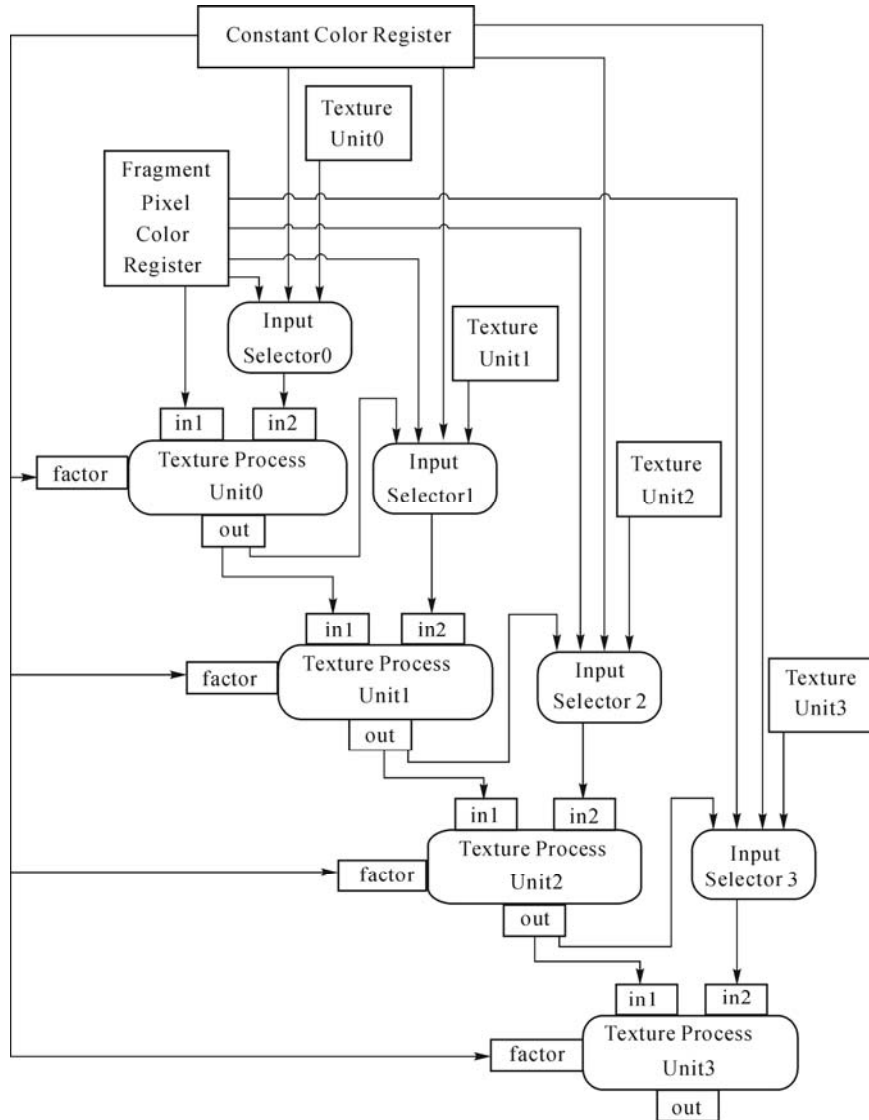 Constant Color Register
Texture
Unit0
Fragment
Pixel
Color
Register
Input
Selector0
Texture
Unit1
in1
in2
Texture Process
Unit0
factor
out
Input
Selector1
Texture
Unit2
in1
in2
Texture Process
Unit1
factor
out
Input
Selector 2
Texture
Unit3
in1
in2
Texture Process
Unit2
factor
out
Input
Selector 3
in1
in2
Texture Process
Unit3
factor
out